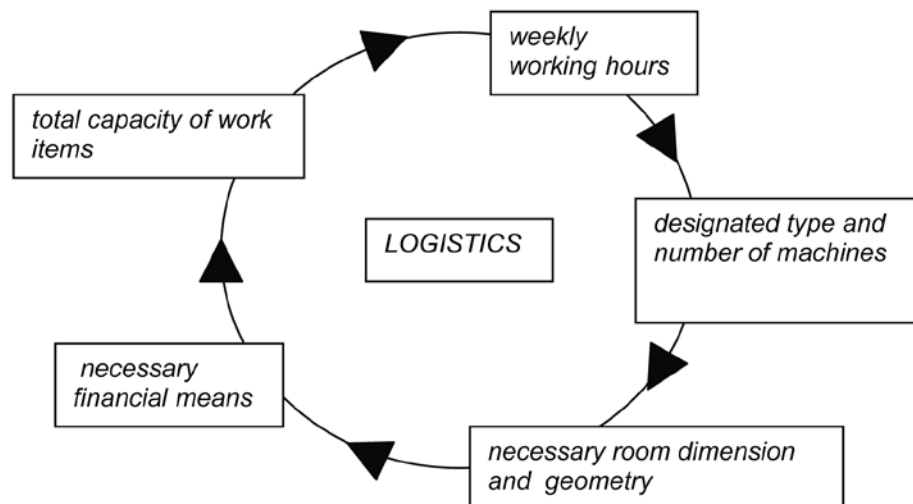 weekly
working hours
total capacity of work
items
designated type and
number of machines
LOGISTICS
necessary
financial means
necessary room dimension
and geometry